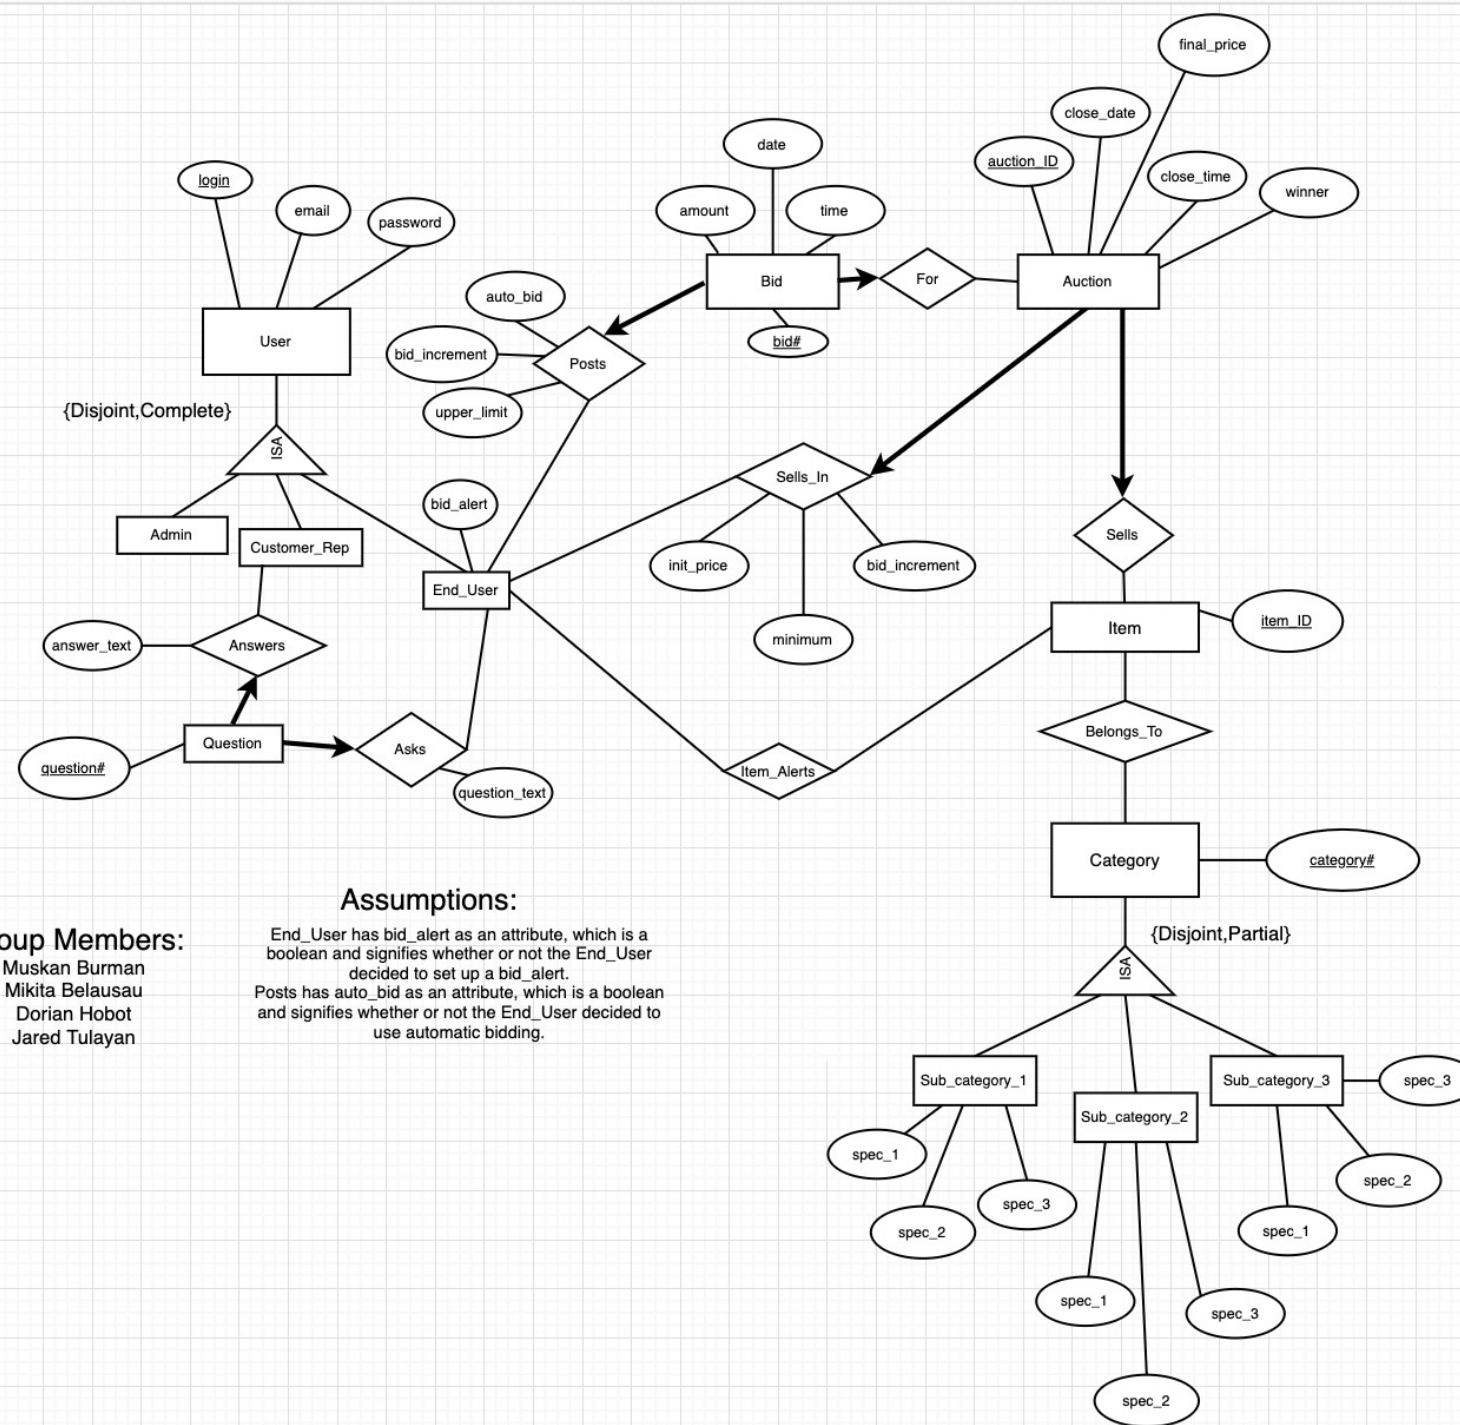 final_price
close_date
date
auction_ID
close_time
login
winner
email
amount
time
password
For
Bid
Auction
auto_bid
User
bid#
bid_increment
Posts
{Disjoint,Complete}
upper_limit
ISA
Sells_In
bid_alert
Admin
Sells
Customer_Rep
init_price
bid_increment
End_User
item_ID
Item
minimum
answer_text
Answers
Belongs_To
Question
Asks
question#
Item_Alerts
question_text
Category
category#
Assumptions:
End_User has bid_alert as an attribute, which is a
boolean and signifies whether or not the End_User
decided to set up a bid_alert.
Posts has auto_bid as an attribute, which is a boolean
and signifies whether or not the End_User decided to
use automatic bidding.
oup Members:
Muskan Burman
Mikita Belausau
Dorian Hobot
Jared Tulayan
{Disjoint,Partial}
ISA
Sub_category_1
Sub_category_3
spec_3
Sub_category_2
spec_1
spec_2
spec_3
spec_2
spec_1
spec_1
spec_3
spec_2